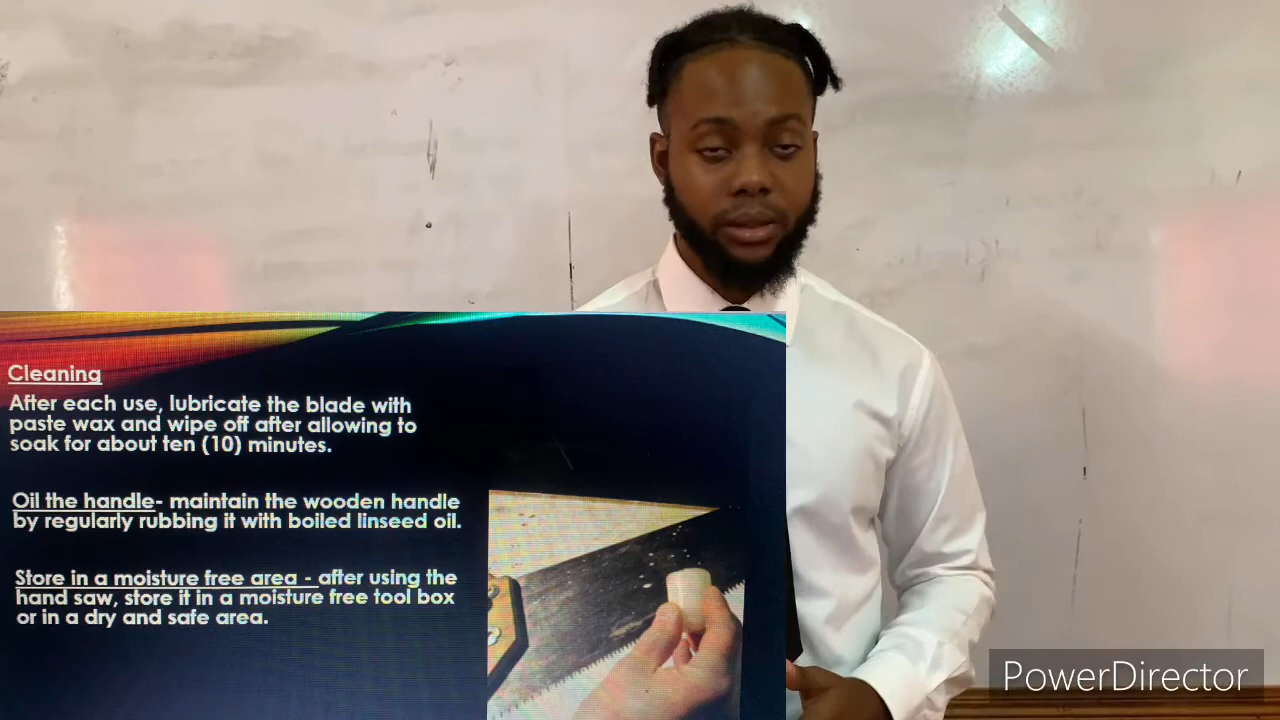 Cleaning
After each use, lubricate the blade with
paste wax and wipe off after allowing to
soak for about ten (10) minutes.
Oil the handle- maintain the wooden handle
by regularly rubbing it with boiled linseed oil.
Store in a moisture free area - after using the
hand saw, store it in a moisture free tool box
or in a dry and safe area.
PowerDirector